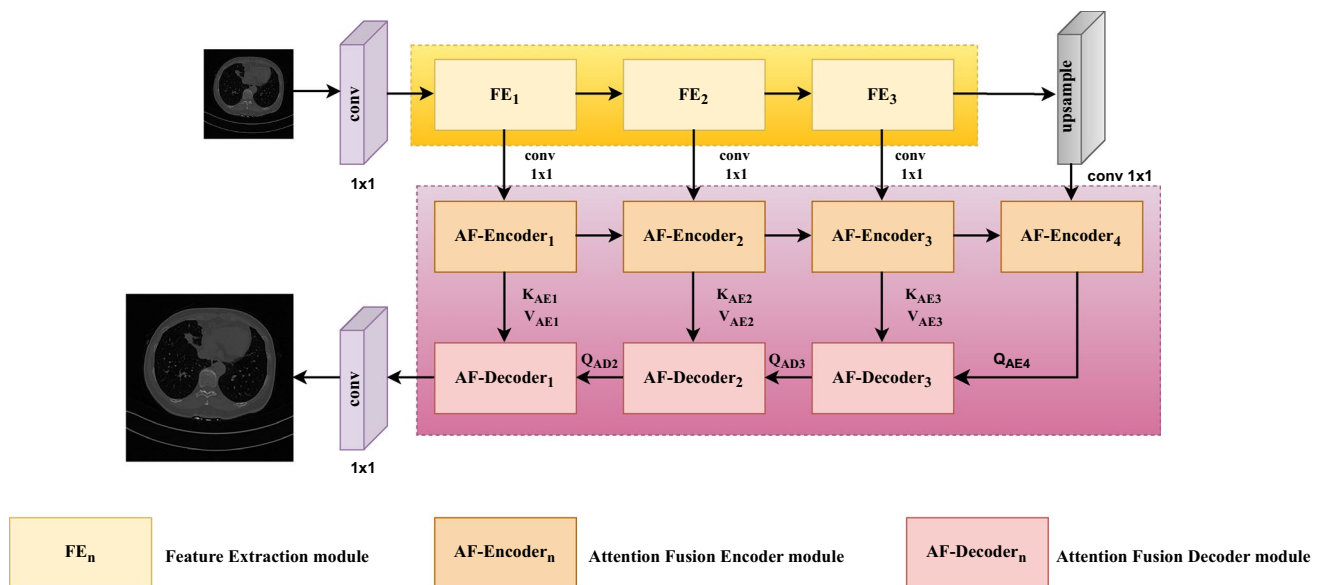 conv
1x1
FE1
FE2
FE3
upsample
conv
1x1
conv
1x1
conv
1x1
conv 1x1
AF-Encoder1
AF-Encoder2
AF-Encoder3
AF-Encoder4
KAE1
VAE1
KAE2
VAE2
KAE3
VAE3
conv
1x1
AF-Decoder1
QAD2
AF-Decoder2
QAD3
AF-Decoder3
QAE4
FEn
Feature Extraction module
AF-Encodern
Attention Fusion Encoder module
AF-Decodern
Attention Fusion Decoder module